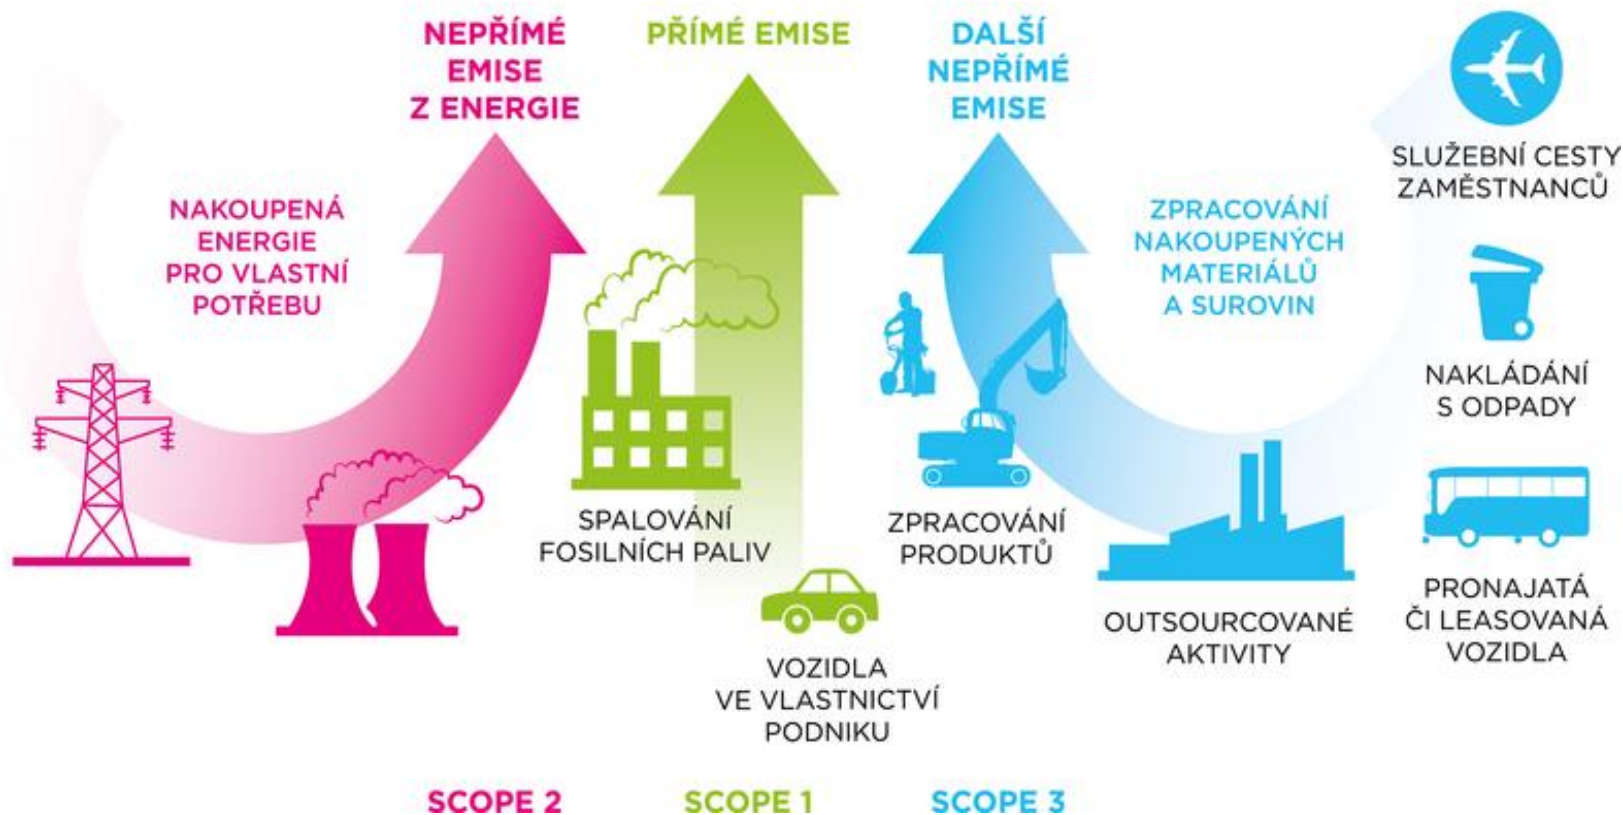 NEPŘÍMÉ
EMISE
Z ENERGIE
PŘÍMÉ EMISE
DALŠÍ
NEPŘÍMÉ
EMISE
NAKOUPENÁ
ENERGIE
PRO VLASTNÍ
POTŘEBU
ZPRACOVÁNÍ
NAKOUPENÝCH
MATERIÁLŮ
A SUROVIN
SLUŽEBNÍ CESTY
ZAMĚSTNANCŮ
NAKLÁDÁNÍ
S ODPADY
SPALOVÁNÍ
FOSILNÍCH PALIV
ZPRACOVÁNÍ
PRODUKTŮ
OUTSOURCOVANÉ
AKTIVITY
PRONAJATÁ
ČI LEASOVANÁ
VOZIDLA
VOZIDLA
VE VLASTNICTVÍ
PODNIKU
SCOPE 2
SCOPE 1
SCOPE 3